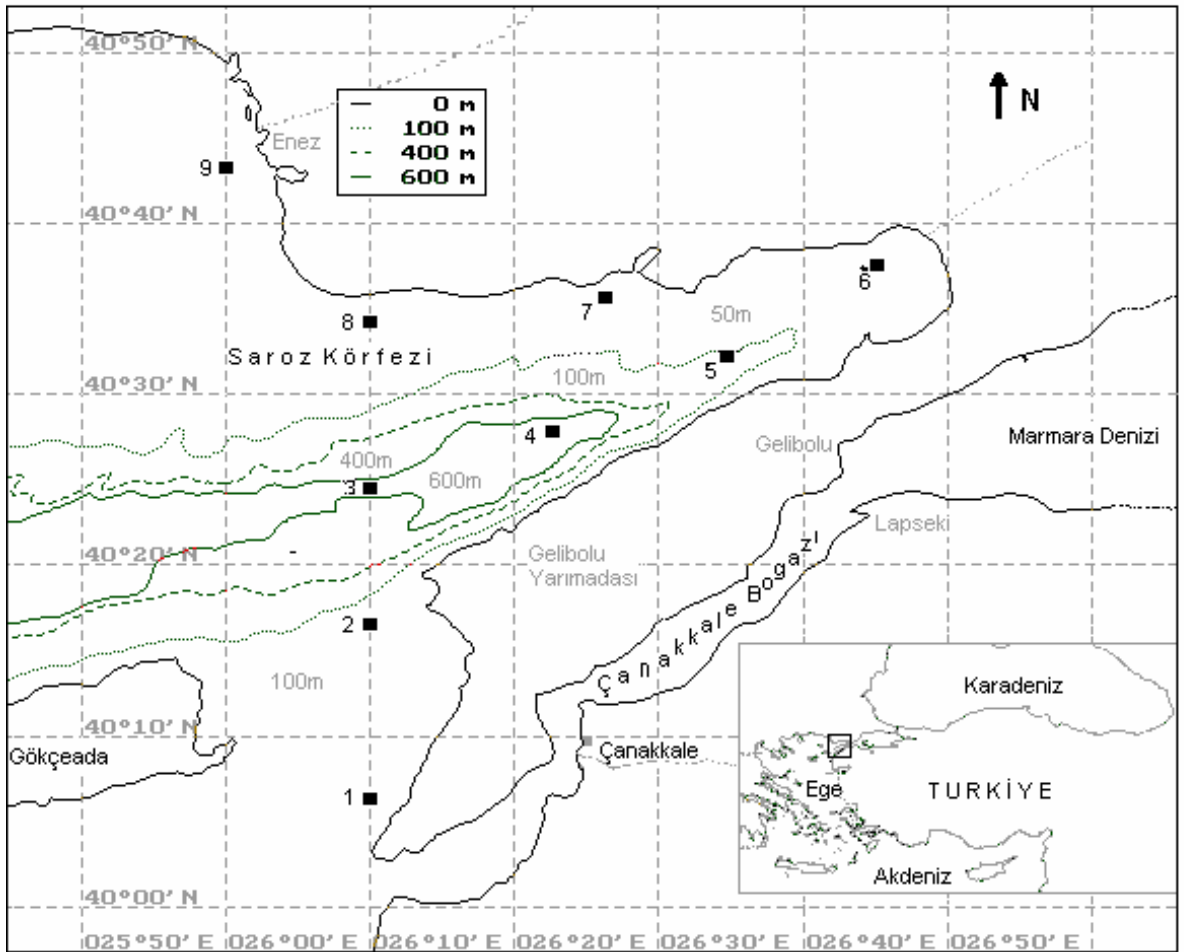 40°50' N
0 m
100 m
400 m
600 m
N
Enez
9
40°40' N
6
7
50m
8
Saroz Körfezi
5
100m
40°30' N
4
Gelibolu
Marmara Denizi
400m
600m
3
Lapseki
40°20' N
Gelibolu
Yarımadası
Çanakkale Bogazı
2
100m
Karadeniz
40°10' N
Gökçeada
Çanakkale
1
Ege
TURKİYE
Akdeniz
40°00' N
025°50' E
026°00' E
026°10' E
026°20' E
026°30' E
026°40' E
026°50' E